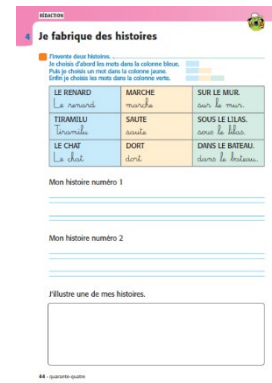 RÉDACTION
4 Je fabrique des histoires
J'invente deux histoires.
Je choisis d'abord les mots dans la colonne bleue.
Puis je choisis un mot dans la colonne jaune.
Enfin je choisis les mots dans la colonne verte.
LE RENARD MARCHE SUR LE MUR.
Le renard marche sur le mur.
TIRAMILU SAUTE SOUS LE LILAS.
Tiramilu saute sous le lilas.
LE CHAT DORT DANS LE BATEAU.
Le chat dort dans le bateau.
Mon histoire numéro 1
Mon histoire numéro 2
J'illustre une de mes histoires.
44 - quarante-quatre